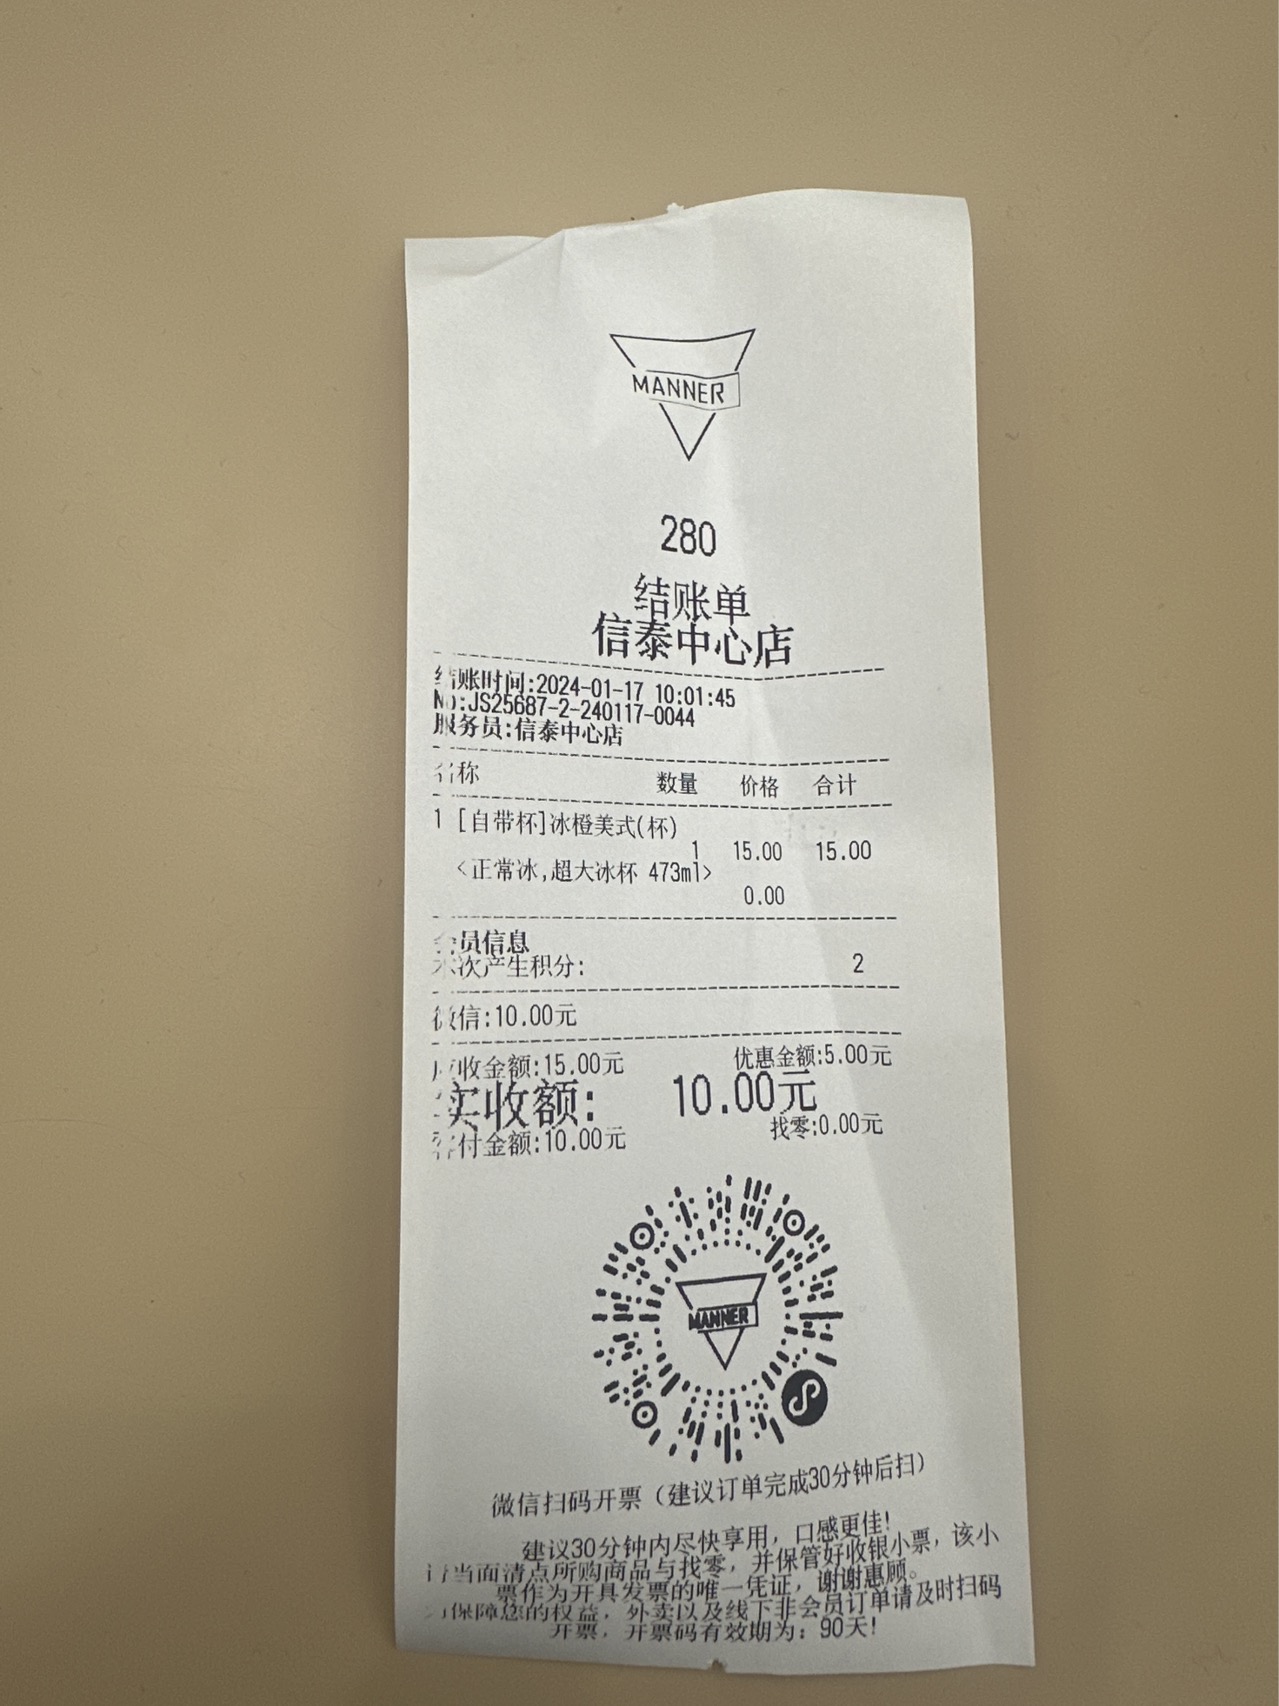 MANNER
280
结账单
信泰中心店
结账时间:2024-01-17 10:01:45
No:JS25687-2-240117-0044
服务员:信泰中心店
名称 数量 价格 合计
1 [自带杯]冰橙美式(杯)
1 15.00 15.00
<正常冰,超大冰杯 473ml>
0.00
会员信息
本次产生积分: 2
微信:10.00元
应收金额:15.00元 优惠金额:5.00元
实收额: 10.00元
客付金额:10.00元 找零:0.00元
MANNER
微信扫码开票（建议订单完成30分钟后扫）
建议30分钟内尽快享用，口感更佳!
请当面清点所购商品与找零，并保管好收银小票，该小
票作为开具发票的唯一凭证，谢谢惠顾。
为保障您的权益，外卖以及线下非会员订单请及时扫码
开票，开票码有效期为：90天!